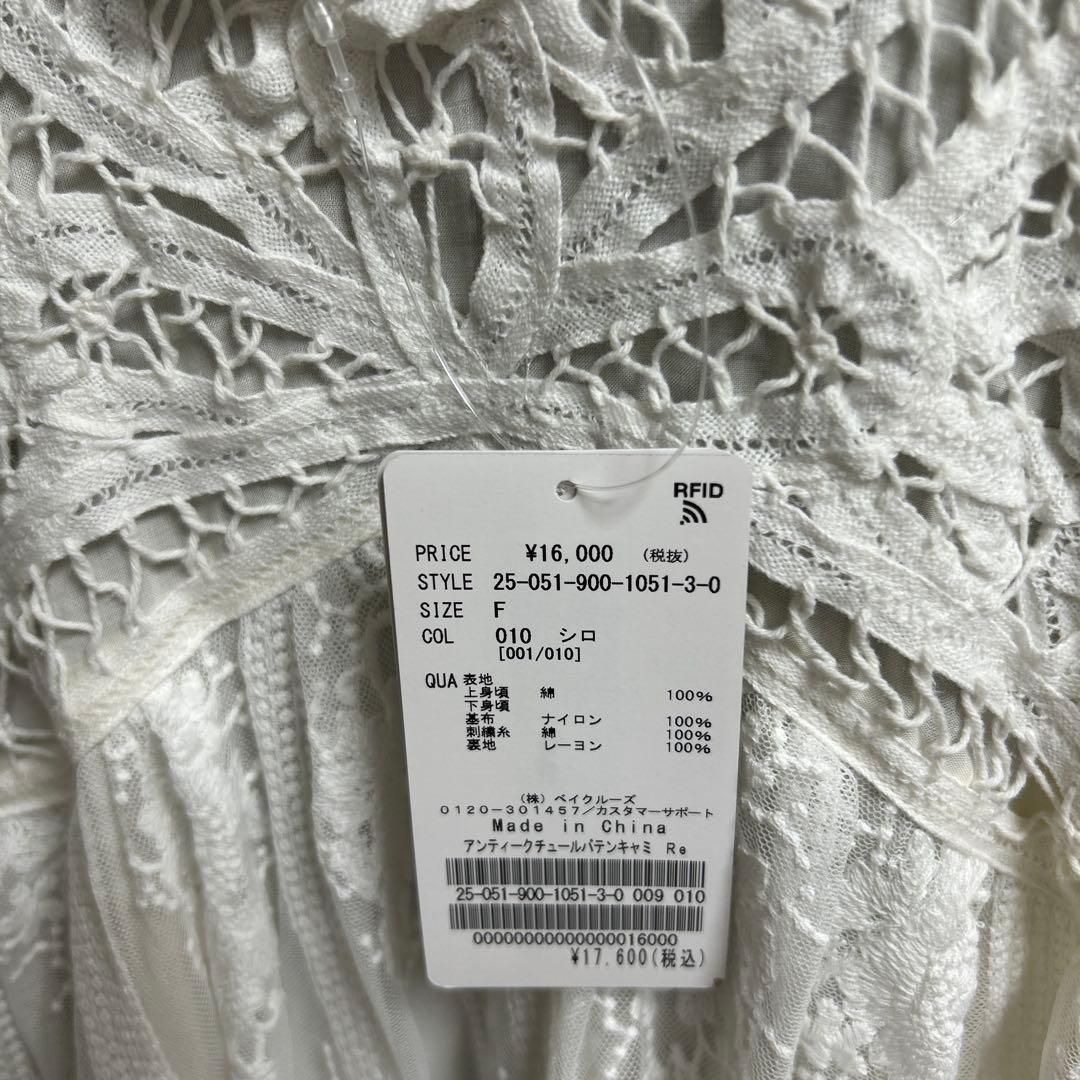 RFID
PRICE ¥16,000 (税抜)
STYLE 25-051-900-1051-3-0
SIZE F
COL 010 シロ
[001/010]
QUA 表地
上身頃 綿 100%
下身頃
基布 ナイロン 100%
刺繍糸 綿 100%
裏地 レーヨン 100%
(株) ベイクルーズ
0120-301457/カスタマーサポート
Made in China
アンティークチュールバテンキャミ Re
25-051-900-1051-3-0 009 010
00000000000000016000
¥17,600(税込)